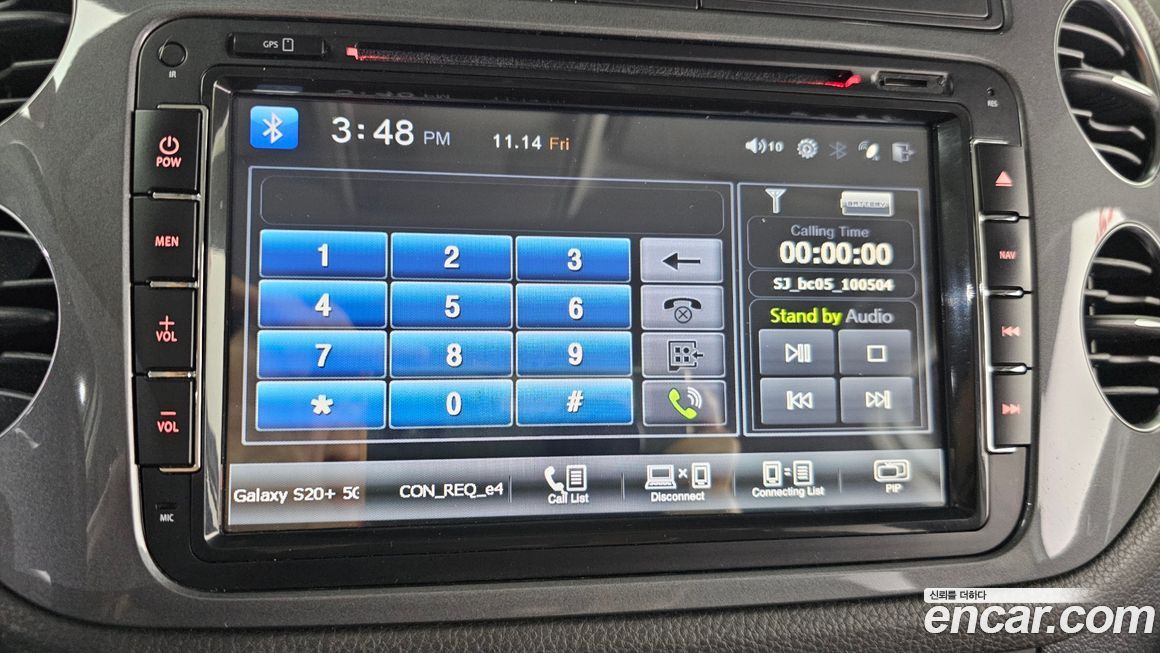 GPS
IR
RES
POW
MEN
+
VOL
−
VOL
MIC
NAV
3:48 PM
11.14 Fri
10
1 2 3
4 5 6
7 8 9
* 0 #
BATTERY
Calling Time
00:00:00
SJ_bc05_100504
Stand by Audio
Galaxy S20+ 5G
CON_REQ_e4
Call List
Disconnect
Connecting List
PIP
신뢰를 더하다
encar.com